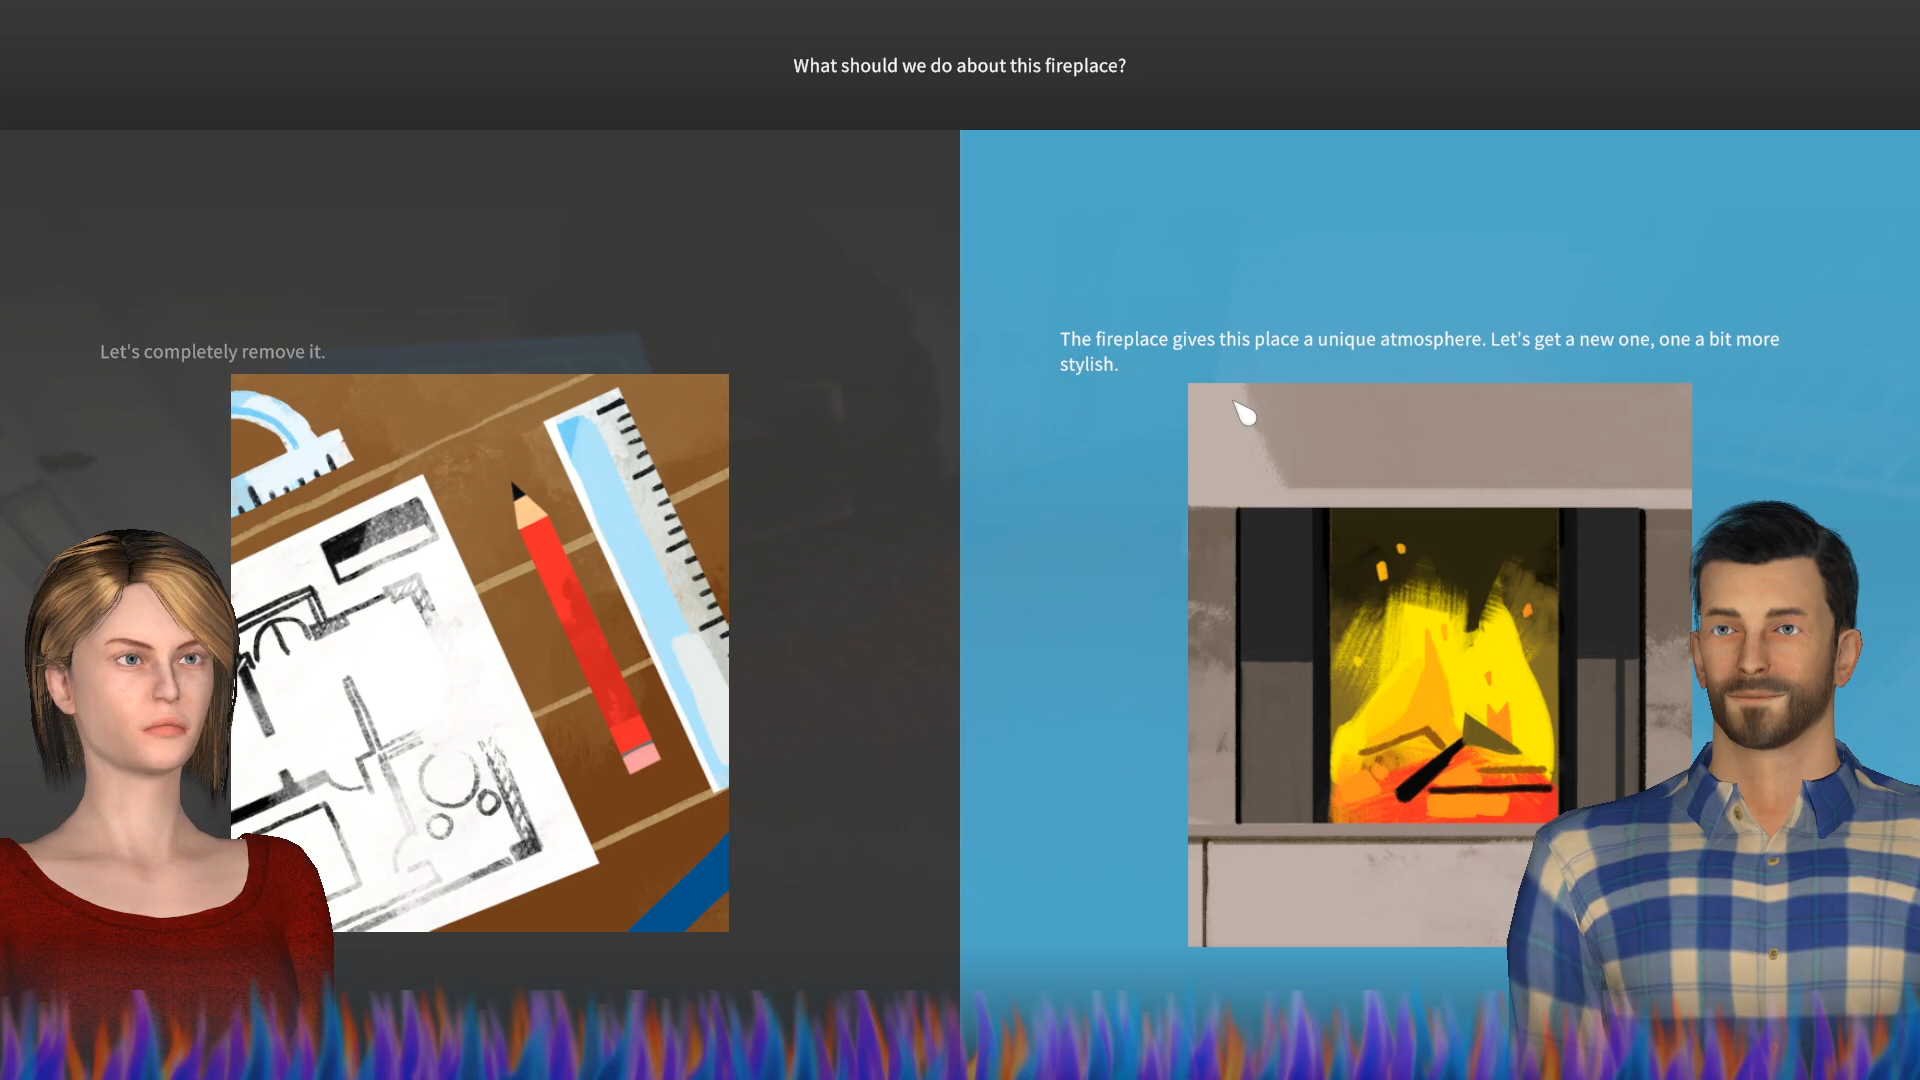 What should we do about this fireplace?
Let's completely remove it.
The fireplace gives this place a unique atmosphere. Let's get a new one, one a bit more
stylish.